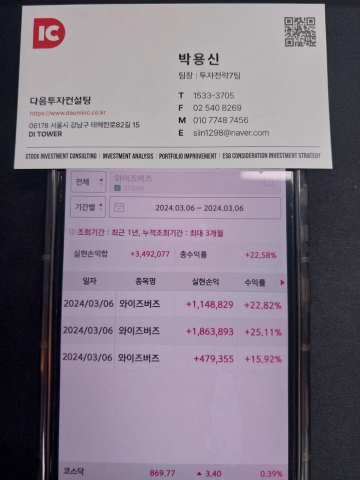 IC
박용신
팀장 | 투자전략7팀
다음투자컨설팅
https://www.dauminc.co.kr
06178 서울시 강남구 테헤란로82길 15
DI TOWER
T 1533-3705
F 02 540 8269
M 010 7748 7456
E siin1298@naver.com
STOCK INVESTMENT CONSULTING | INVESTMENT ANALYSIS | PORTFOLIO IMPROVEMENT | ESG CONSIDERATION INVESTMENT STRATEGY
전체 와이즈버즈
기간별 2024.03.06 ~ 2024.03.06
조회기간 : 최근 1년, 누적조회기간 : 최대 3개월
실현손익합 +3,492,077 총수익률 +22.58%
일자 종목명 실현손익 수익률
2024/03/06 와이즈버즈 +1,148,829 +22.82%
2024/03/06 와이즈버즈 +1,863,893 +25.11%
2024/03/06 와이즈버즈 +479,355 +15.92%
코스닥 869.77 ▲ 3.40 0.39%